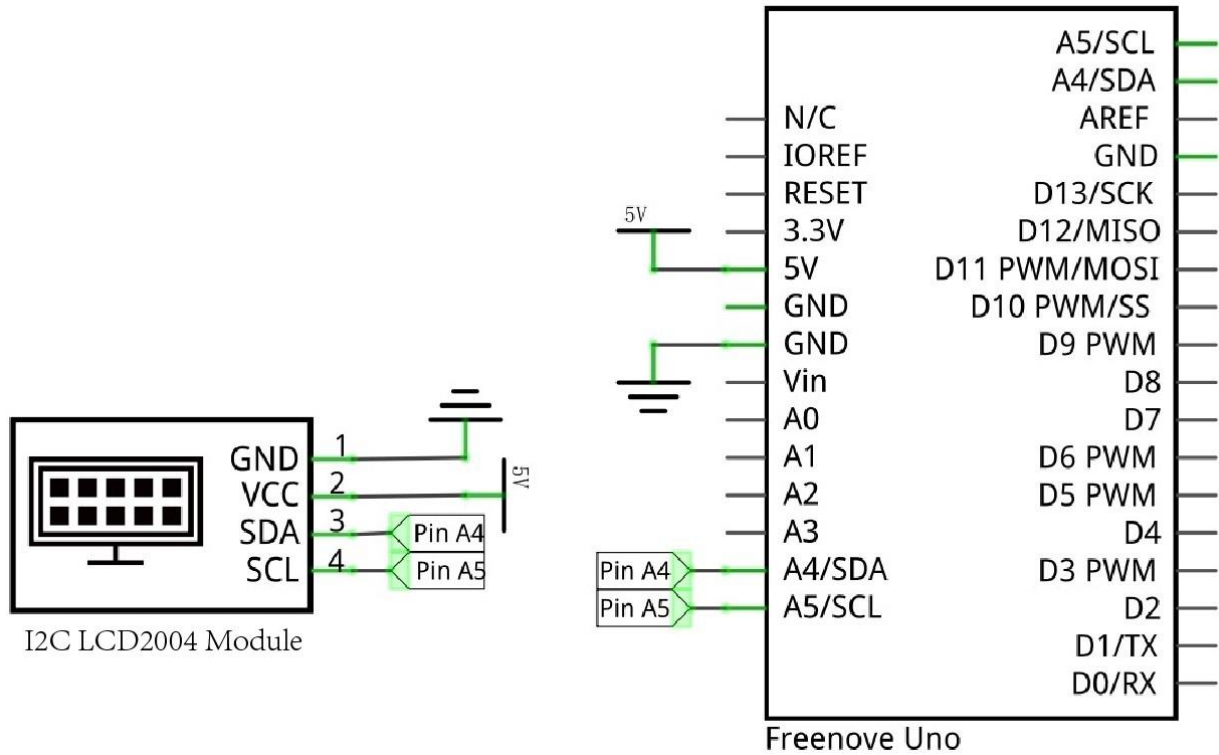 GND 1
VCC 2
SDA 3
SCL 4
5V
Pin A4
Pin A5
I2C LCD2004 Module
5V
Pin A4
Pin A5
N/C
IOREF
RESET
3.3V
5V
GND
GND
Vin
A0
A1
A2
A3
A4/SDA
A5/SCL
A5/SCL
A4/SDA
AREF
GND
D13/SCK
D12/MISO
D11 PWM/MOSI
D10 PWM/SS
D9 PWM
D8
D7
D6 PWM
D5 PWM
D4
D3 PWM
D2
D1/TX
D0/RX
Freenove Uno